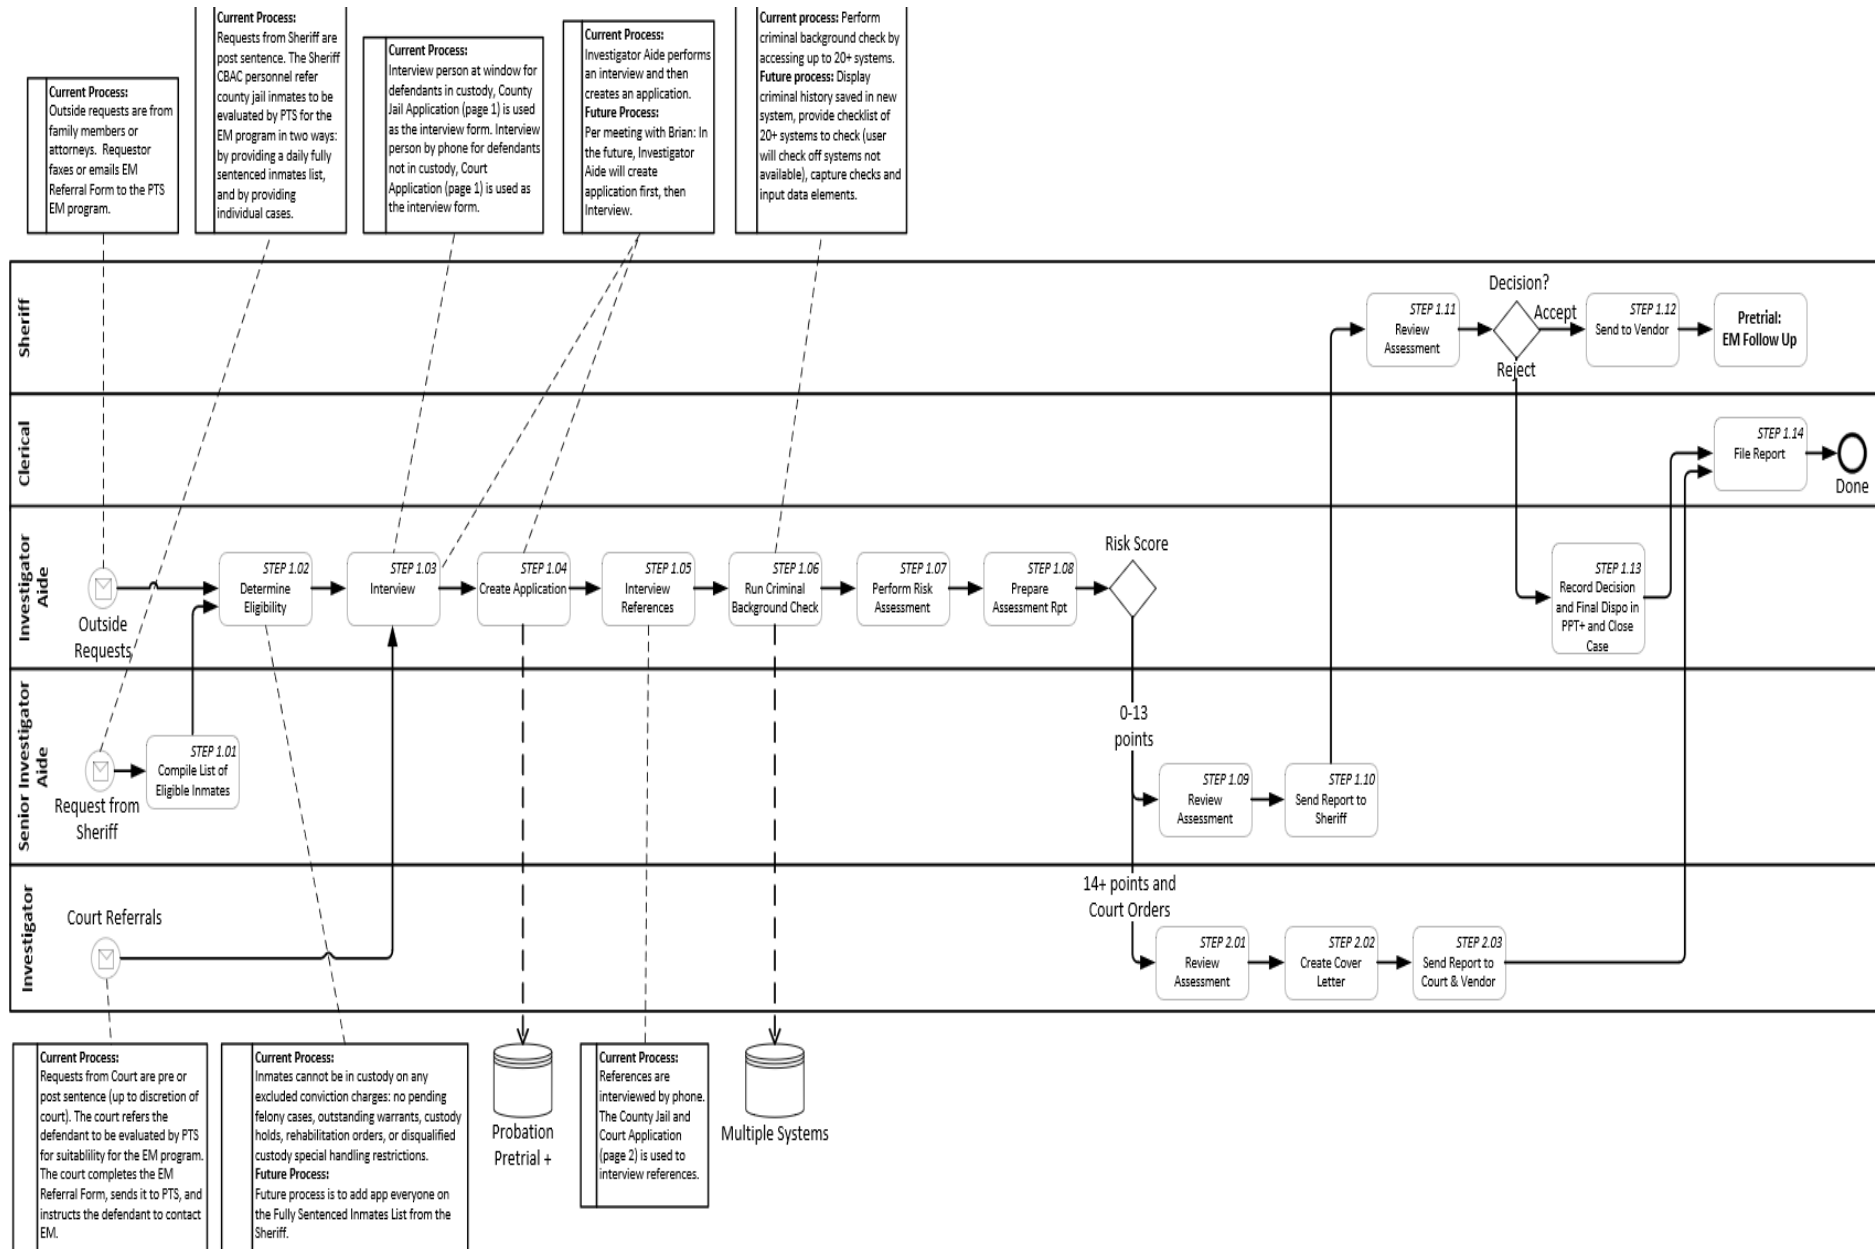 Current Process:
Outside requests are from
family members or
attorneys. Requestor
faxes or emails EM
Referral Form to the PTS
EM program.
Current Process:
Requests from Sheriff are
post sentence. The Sheriff
CBAC personnel refer
county jail inmates to be
evaluated by PTS for the
EM program in two ways:
by providing a daily fully
sentenced inmates list,
and by providing
individual cases.
Current Process:
Interview person at window for
defendants in custody, County
Jail Application (page 1) is used
as the interview form. Interview
person by phone for defendants
not in custody, Court
Application (page 1) is used as
the interview form.
Current Process:
Investigator Aide performs
an interview and then
creates an application.
Future Process:
Per meeting with Brian: In
the future, Investigator
Aide will create
application first, then
Interview.
Current process: Perform
criminal background check by
accessing up to 20+ systems.
Future process: Display
criminal history saved in new
system, provide checklist of
20+ systems to check (user
will check off systems not
available), capture checks and
input data elements.
Sheriff
STEP 1.11
Review
Assessment
Decision?
Accept
Reject
STEP 1.12
Send to Vendor
Pretrial:
EM Follow Up
Clerical
STEP 1.14
File Report
Done
Investigator
Aide
Outside
Requests
STEP 1.02
Determine
Eligibility
STEP 1.03
Interview
STEP 1.04
Create Application
STEP 1.05
Interview
References
STEP 1.06
Run Criminal
Background Check
STEP 1.07
Perform Risk
Assessment
STEP 1.08
Prepare
Assessment Rpt
Risk Score
STEP 1.13
Record Decision
and Final Dispo in
PPT+ and Close
Case
Senior Investigator
Aide
Request from
Sheriff
STEP 1.01
Compile List of
Eligible Inmates
0-13
points
STEP 1.09
Review
Assessment
STEP 1.10
Send Report to
Sheriff
Investigator
Court Referrals
14+ points and
Court Orders
STEP 2.01
Review
Assessment
STEP 2.02
Create Cover
Letter
STEP 2.03
Send Report to
Court & Vendor
Current Process:
Requests from Court are pre or
post sentence (up to discretion of
court). The court refers the
defendant to be evaluated by PTS
for suitablility for the EM program.
The court completes the EM
Referral Form, sends it to PTS, and
instructs the defendant to contact
EM.
Current Process:
Inmates cannot be in custody on any
excluded conviction charges: no pending
felony cases, outstanding warrants, custody
holds, rehabilitation orders, or disqualified
custody special handling restrictions.
Future Process:
Future process is to add app everyone on
the Fully Sentenced Inmates List from the
Sheriff.
Probation
Pretrial +
Current Process:
References are
interviewed by phone.
The County Jail and
Court Application
(page 2) is used to
interview references.
Multiple Systems